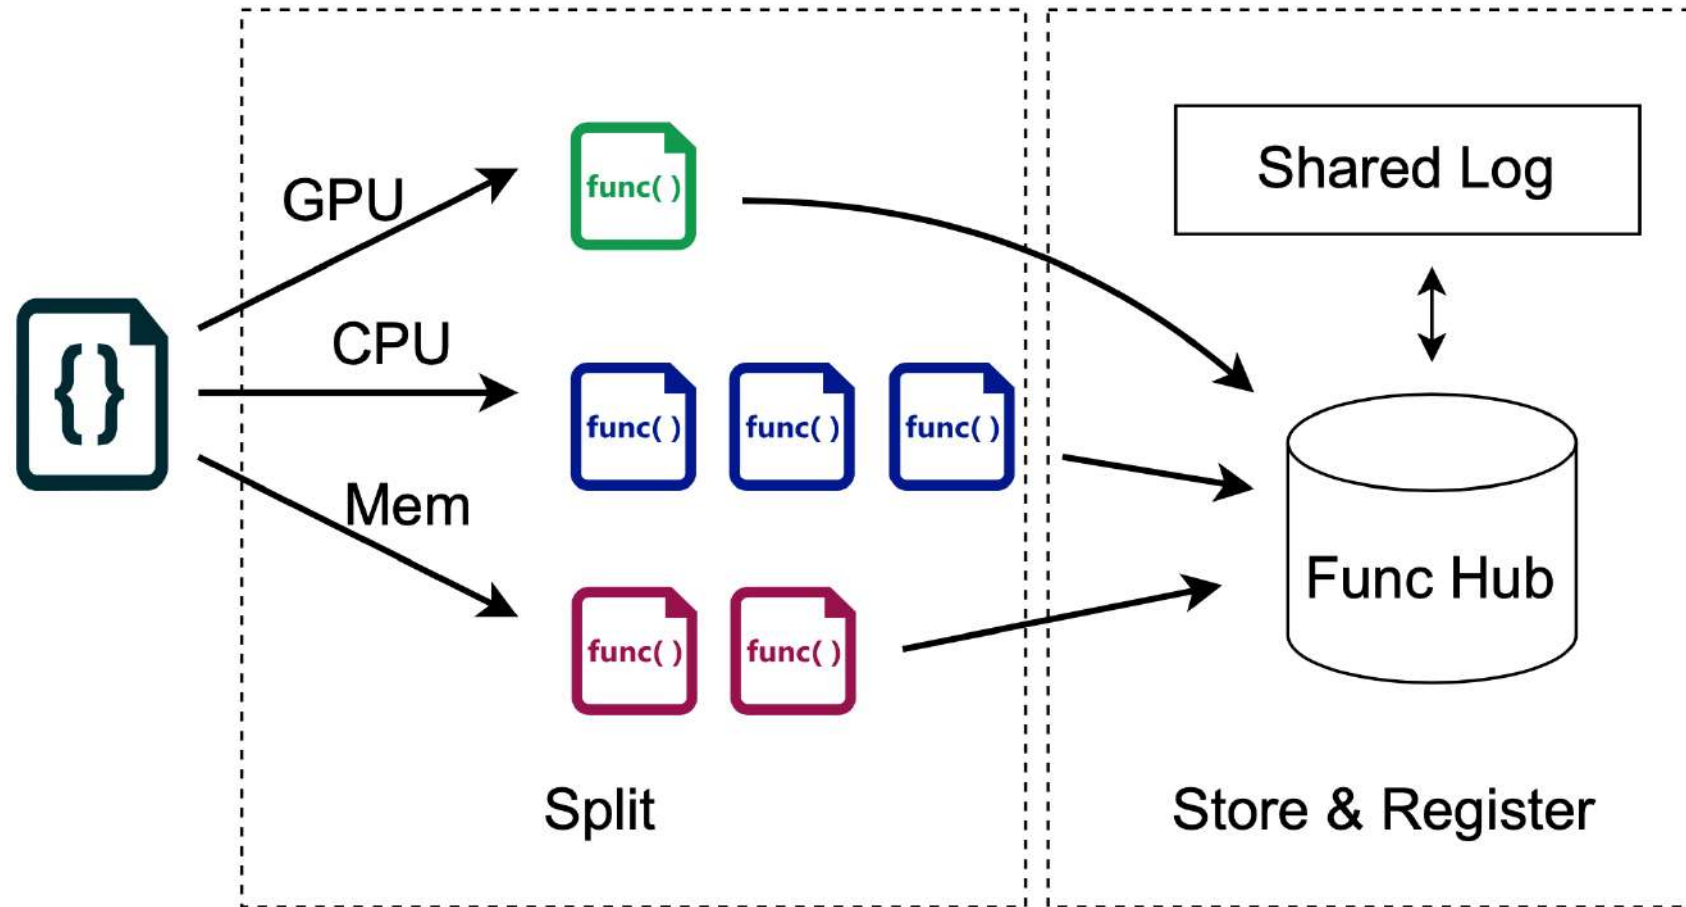 GPU
func( )
Shared Log
{}
CPU
func( ) func( ) func( )
Mem
func( ) func( )
Func Hub
Split
Store & Register